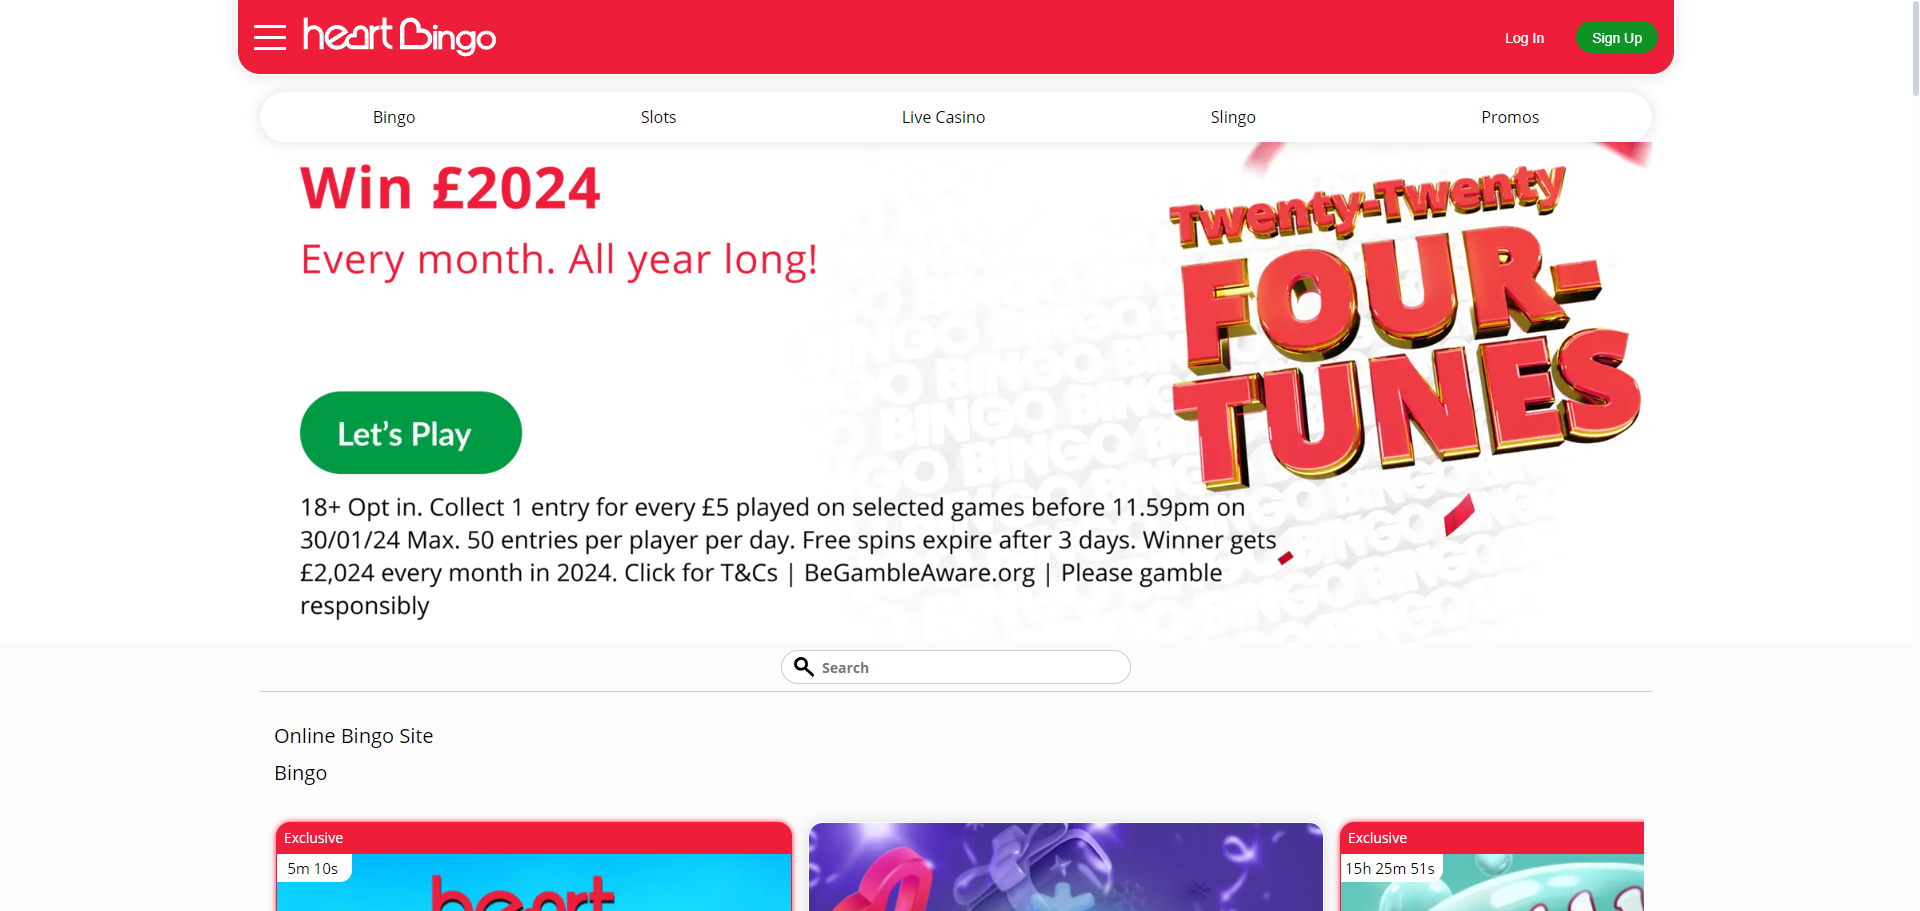 heart Bingo
Log In
Sign Up
Bingo
Slots
Live Casino
Slingo
Promos
Win £2024
Every month. All year long!
Twenty-Twenty
FOUR-
TUNES
Let's Play
18+ Opt in. Collect 1 entry for every £5 played on selected games before 11.59pm on
30/01/24 Max. 50 entries per player per day. Free spins expire after 3 days. Winner gets
£2,024 every month in 2024. Click for T&Cs | BeGambleAware.org | Please gamble
responsibly
Search
Online Bingo Site
Bingo
Exclusive
5m 10s
heart
Exclusive
15h 25m 51s